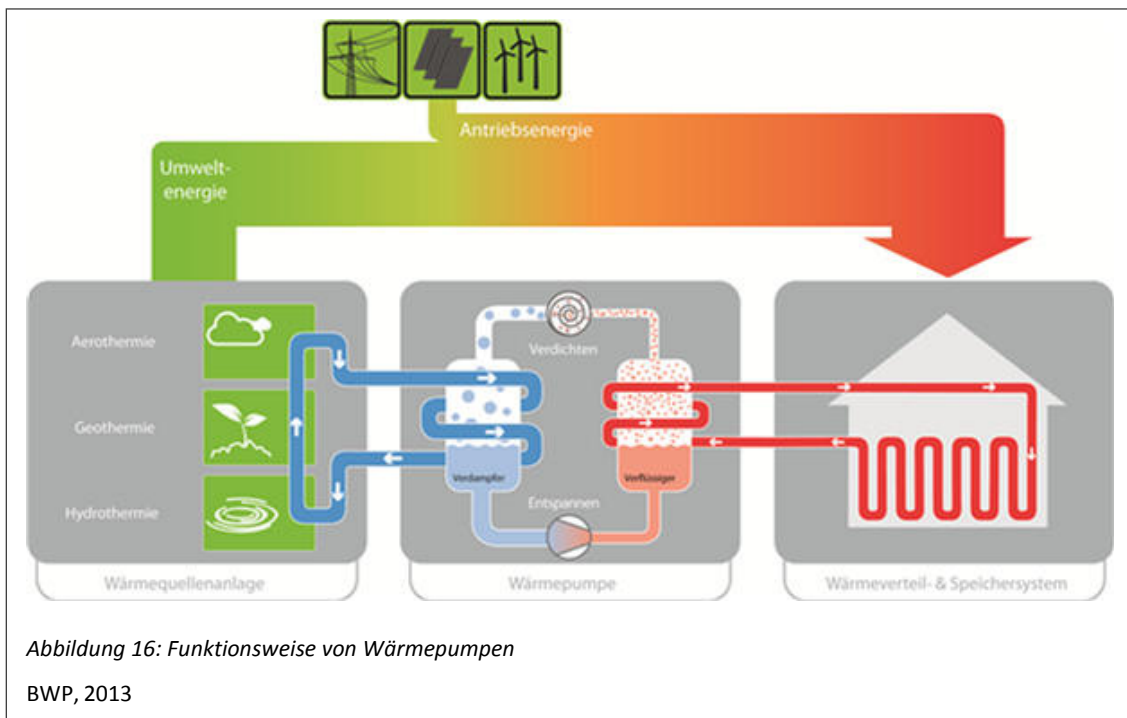 Antriebsenergie
Umwelt-
energie
Aerothermie
Geothermie
Hydrothermie
Verdichten
Verdampfer
Verflüssiger
Entspannen
Wärmequellenanlage
Wärmepumpe
Wärmeverteil- & Speichersystem
Abbildung 16: Funktionsweise von Wärmepumpen
BWP, 2013